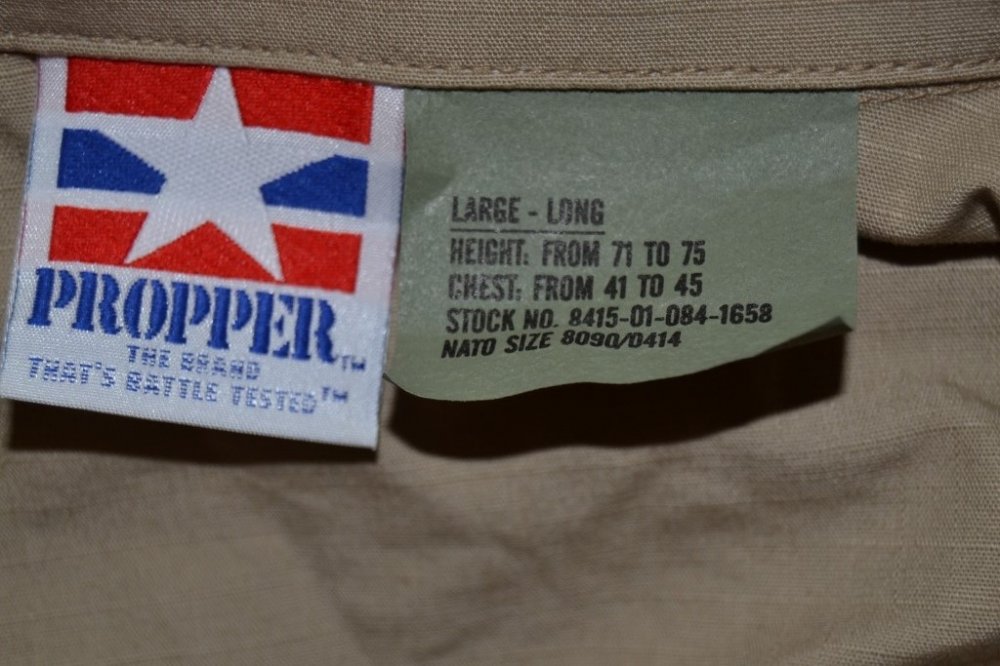 PROPPER™
THE BRAND
THAT'S BATTLE TESTED™
LARGE - LONG
HEIGHT: FROM 71 TO 75
CHEST: FROM 41 TO 45
STOCK NO. 8415-01-084-1658
NATO SIZE 8090/0414